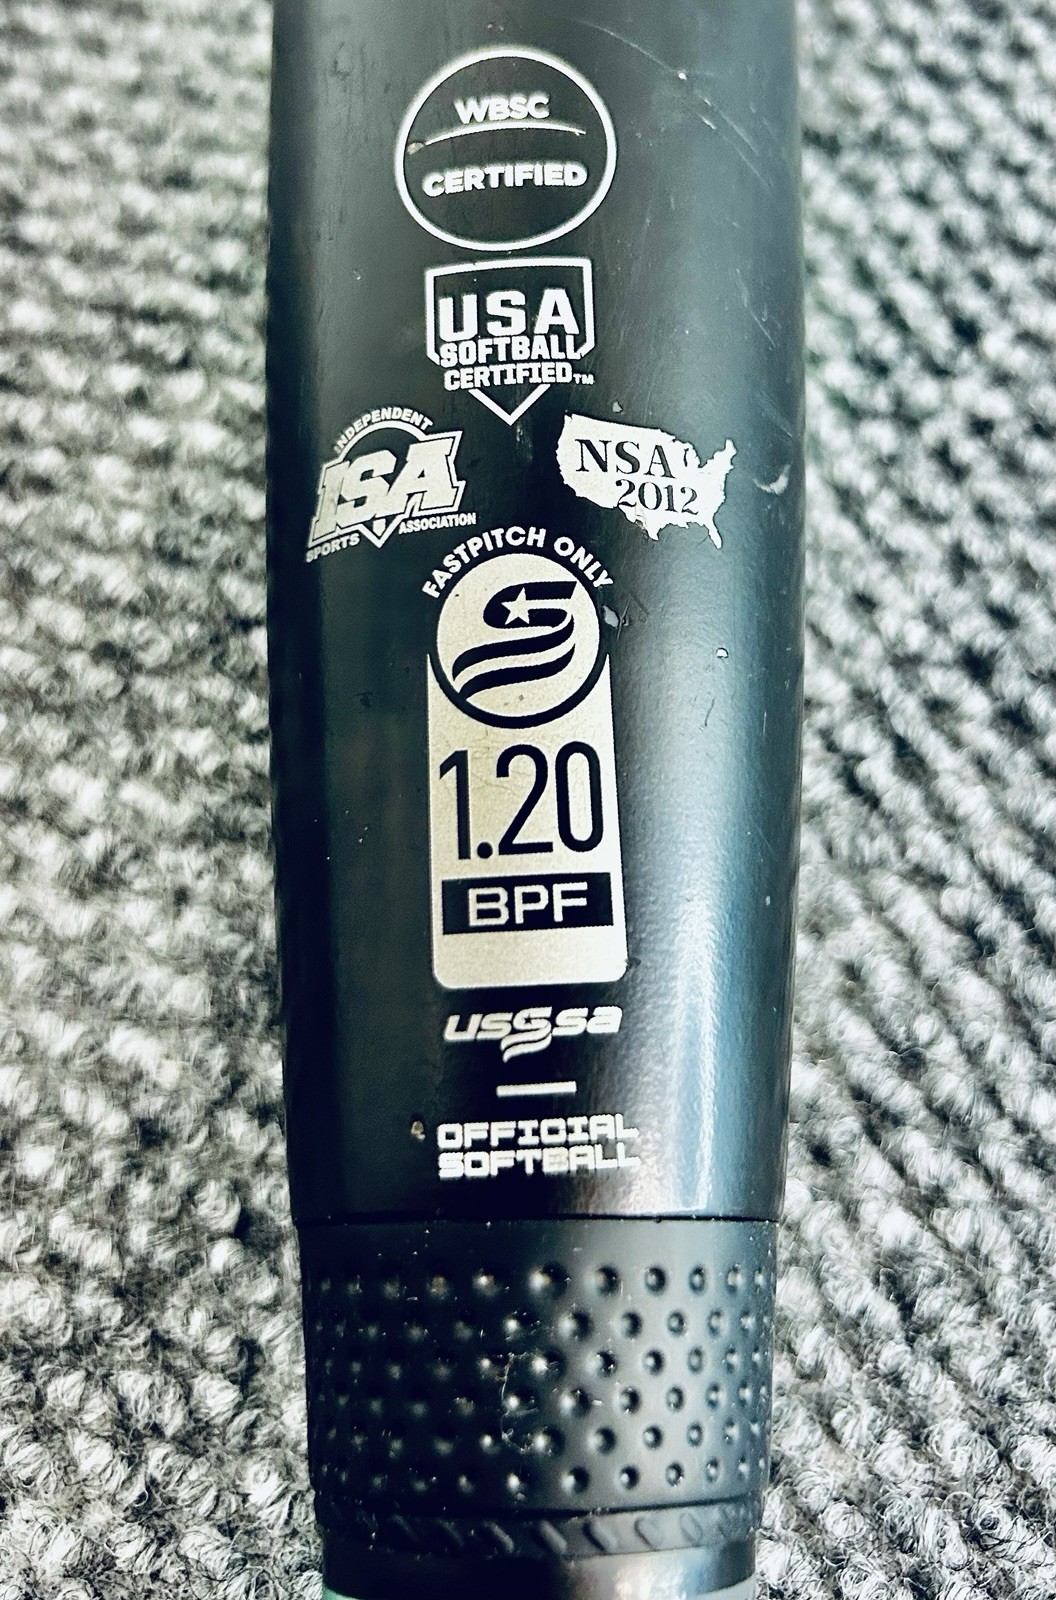 WBSC
CERTIFIED
USA
SOFTBALL
CERTIFIED™
INDEPENDENT
ISA
SPORTS ASSOCIATION
NSA
2012
FASTPITCH ONLY
1.20
BPF
usssa
OFFICIAL
SOFTBALL